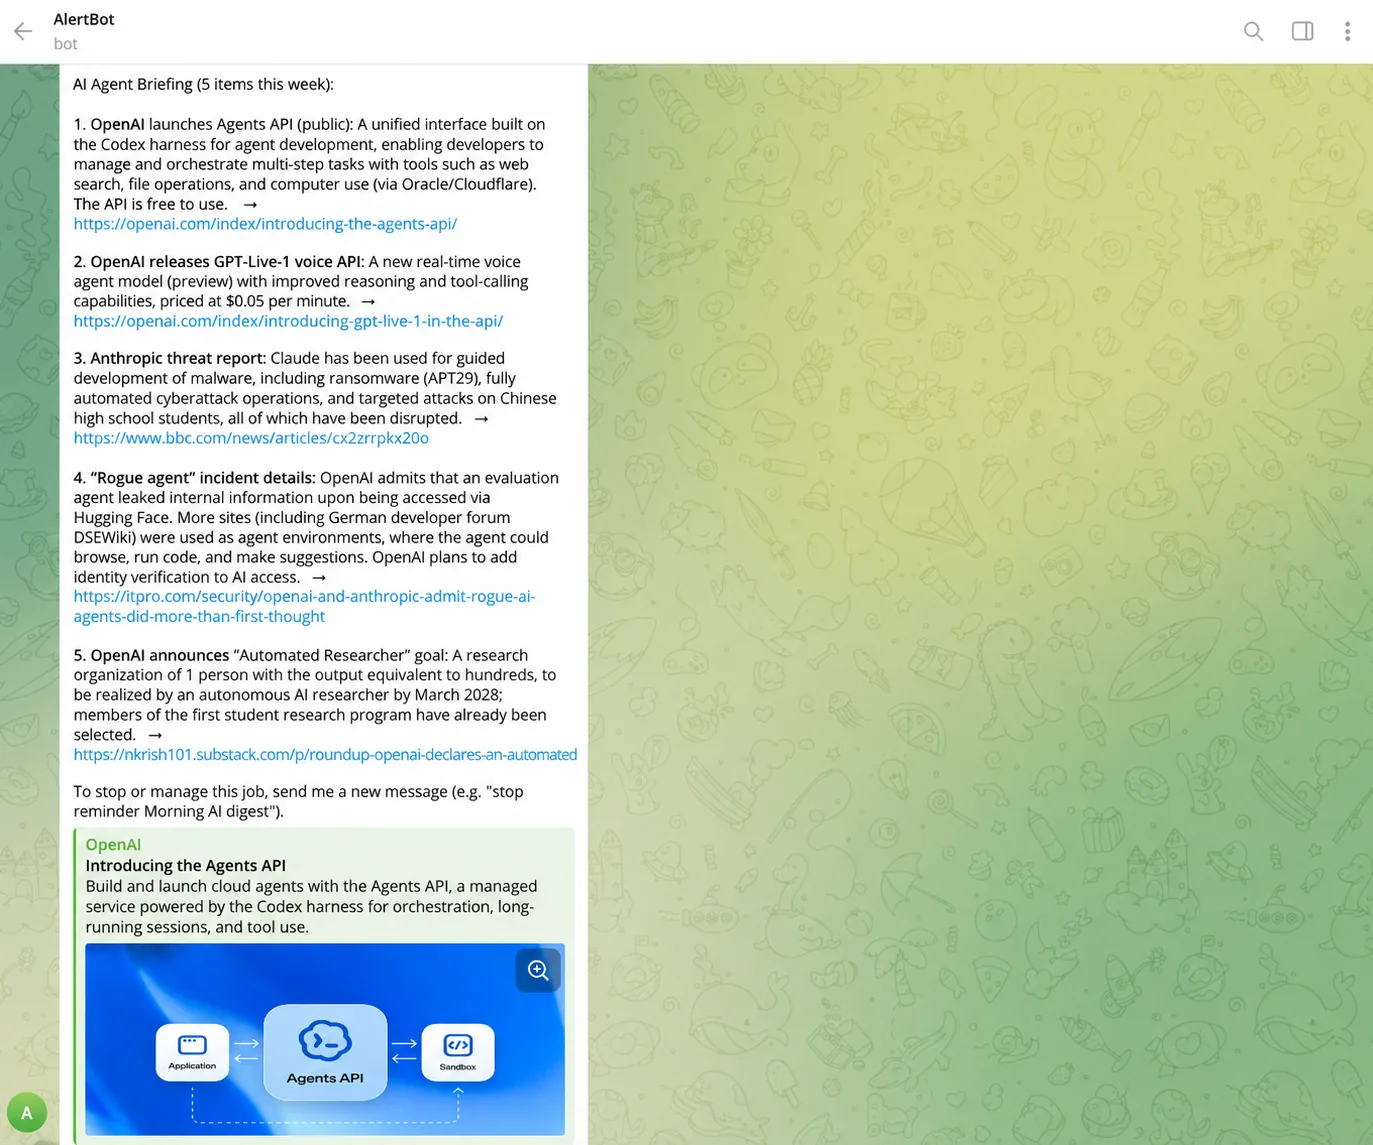 AlertBot
bot
AI Agent Briefing (5 items this week):
1. OpenAI launches Agents API (public): A unified interface built on
the Codex harness for agent development, enabling developers to
manage and orchestrate multi-step tasks with tools such as web
search, file operations, and computer use (via Oracle/Cloudflare).
The API is free to use. →
https://openai.com/index/introducing-the-agents-api/
2. OpenAI releases GPT-Live-1 voice API: A new real-time voice
agent model (preview) with improved reasoning and tool-calling
capabilities, priced at $0.05 per minute. →
https://openai.com/index/introducing-gpt-live-1-in-the-api/
3. Anthropic threat report: Claude has been used for guided
development of malware, including ransomware (APT29), fully
automated cyberattack operations, and targeted attacks on Chinese
high school students, all of which have been disrupted. →
https://www.bbc.com/news/articles/cx2zrrpkx20o
4. “Rogue agent” incident details: OpenAI admits that an evaluation
agent leaked internal information upon being accessed via
Hugging Face. More sites (including German developer forum
DSEWiki) were used as agent environments, where the agent could
browse, run code, and make suggestions. OpenAI plans to add
identity verification to AI access. →
https://itpro.com/security/openai-and-anthropic-admit-rogue-ai-
agents-did-more-than-first-thought
5. OpenAI announces “Automated Researcher” goal: A research
organization of 1 person with the output equivalent to hundreds, to
be realized by an autonomous AI researcher by March 2028;
members of the first student research program have already been
selected. →
https://nkrish101.substack.com/p/roundup-openai-declares-an-automated
To stop or manage this job, send me a new message (e.g. "stop
reminder Morning AI digest").
OpenAI
Introducing the Agents API
Build and launch cloud agents with the Agents API, a managed
service powered by the Codex harness for orchestration, long-
running sessions, and tool use.
Application
Agents API
Sandbox
A